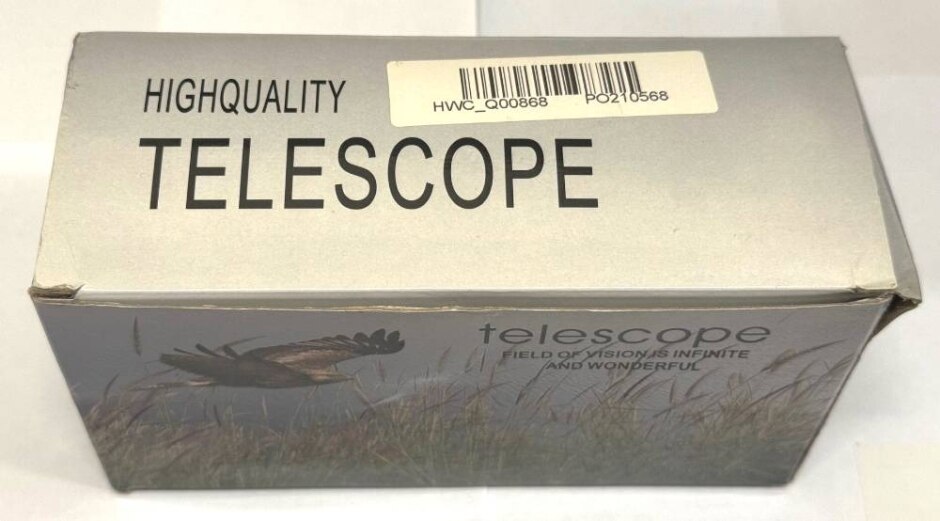 HIGHQUALITY
HWC_Q00868 PO210568
TELESCOPE
telescope
FIELD OF VISION IS INFINITE
AND WONDERFUL